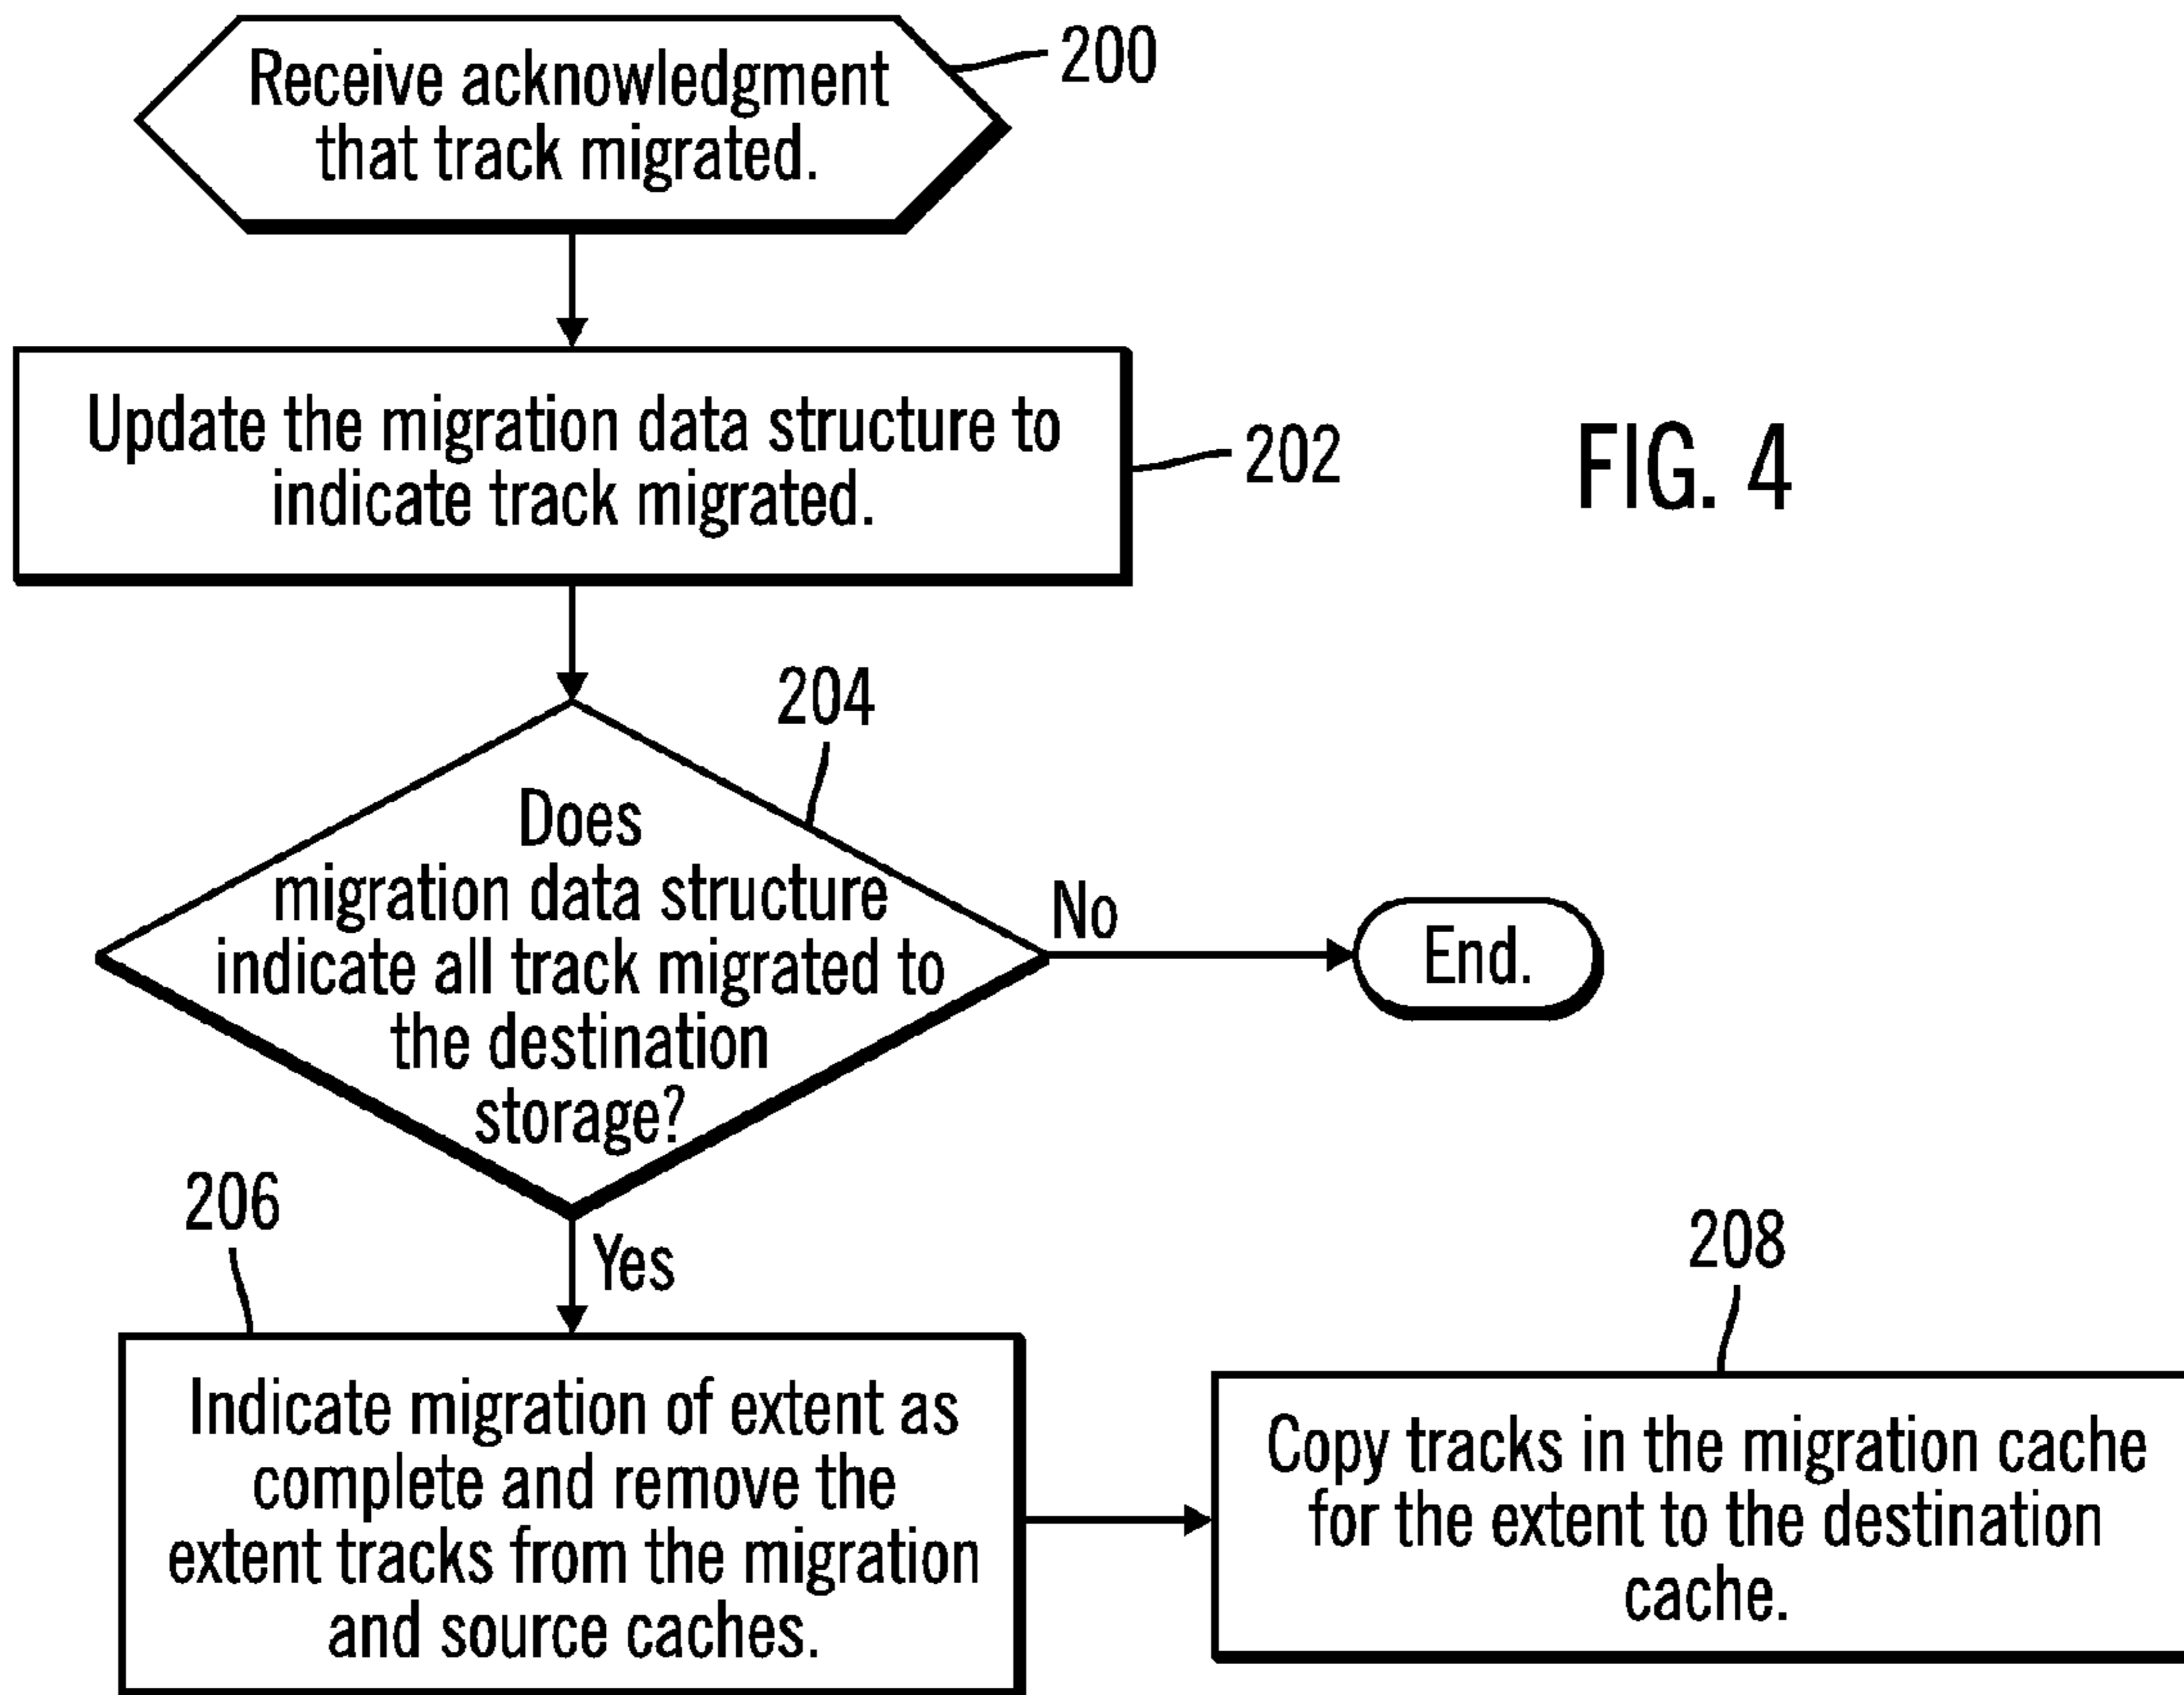 Receive acknowledgment
that track migrated.
200
Update the migration data structure to
indicate track migrated.
202
FIG. 4
204
Does
migration data structure
indicate all track migrated to
the destination
storage?
No
End.
206
Yes
208
Indicate migration of extent as
complete and remove the
extent tracks from the migration
and source caches.
Copy tracks in the migration cache
for the extent to the destination
cache.